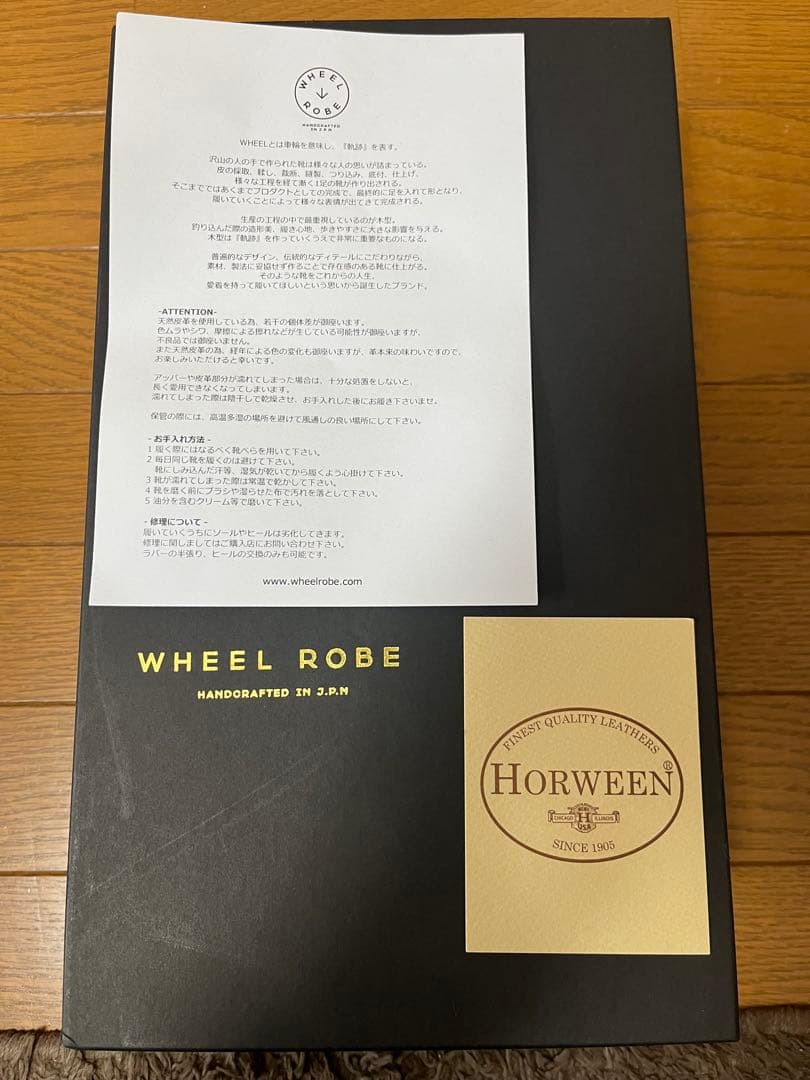 WHEEL
ROBE
HANDCRAFTED
IN J.P.N
WHEELとは車輪を意味し、『軌跡』を表す。
沢山の人の手で作られた靴は様々な人の思いが詰まっている。
皮の採取、鞣し、裁断、縫製、つり込み、底付、仕上げ、
様々な工程を経て漸く1足の靴が作り出される。
そこまでではあくまでプロダクトとしての完成で、最終的に足を入れて形となり、
履いていくことによって様々な表情が出てきて完成される。
生産の工程の中で最重視しているのが木型。
釣り込んだ際の造形美、履き心地、歩きやすさに大きな影響を与える。
木型は『軌跡』を作っていくうえで非常に重要なものになる。
普遍的なデザイン、伝統的なディテールにこだわりながら、
素材、製法に妥協せず作ることで存在感のある靴に仕上がる。
そのような靴をこれからの人生、
愛着を持って履いてほしいという思いから誕生したブランド。
-ATTENTION-
天然皮革を使用している為、若干の個体差が御座います。
色ムラやシワ、摩擦による擦れなどが生じている可能性が御座いますが、
不良品では御座いません。
また天然皮革の為、経年による色の変化も御座いますが、革本来の味わいですので、
お楽しみいただけると幸いです。
アッパーや皮革部分が濡れてしまった場合は、十分な処置をしないと、
長く愛用できなくなってしまいます。
濡れてしまった際は陰干しで乾燥させ、お手入れした後にお履き下さいませ。
保管の際には、高温多湿の場所を避けて風通しの良い場所にして下さい。
- お手入れ方法 -
1 履く際にはなるべく靴べらを用いて下さい。
2 毎日同じ靴を履くのは避けて下さい。
靴にしみ込んだ汗等、湿気が乾いてから履くよう心掛けて下さい。
3 靴が濡れてしまった際は常温で乾かして下さい。
4 靴を磨く前にブラシや湿らせた布で汚れを落として下さい。
5 油分を含むクリーム等で磨いて下さい。
- 修理について -
履いていくうちにソールやヒールは劣化してきます。
修理に関しましてはご購入店にお問い合わせ下さい。
ラバーの半張り、ヒールの交換のみも可能です。
www.wheelrobe.com
WHEEL ROBE
HANDCRAFTED IN J.P.N
FINEST QUALITY LEATHERS
HORWEEN®
CHICAGO H ILLINOIS
USA
SINCE 1905